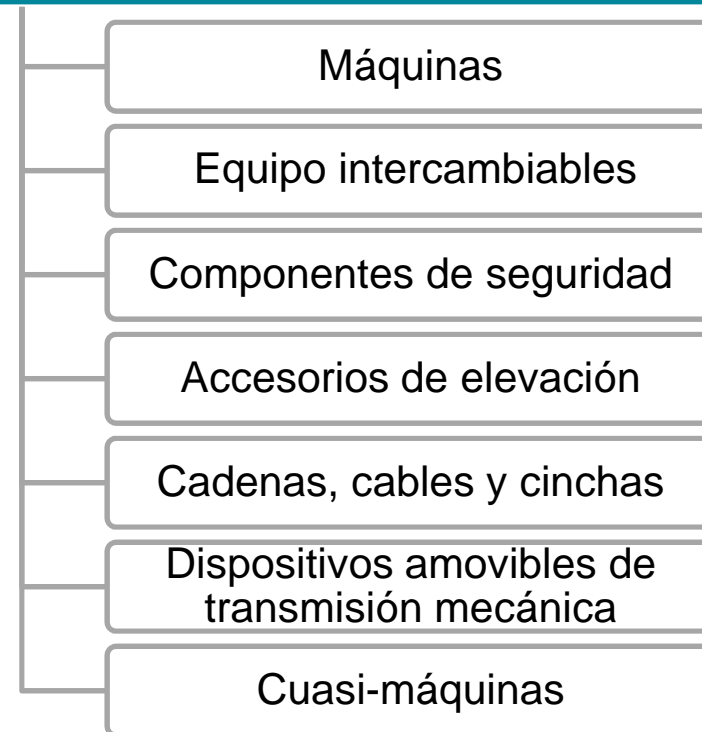 Máquinas
Equipo intercambiables
Componentes de seguridad
Accesorios de elevación
Cadenas, cables y cinchas
Dispositivos amovibles de
transmisión mecánica
Cuasi-máquinas